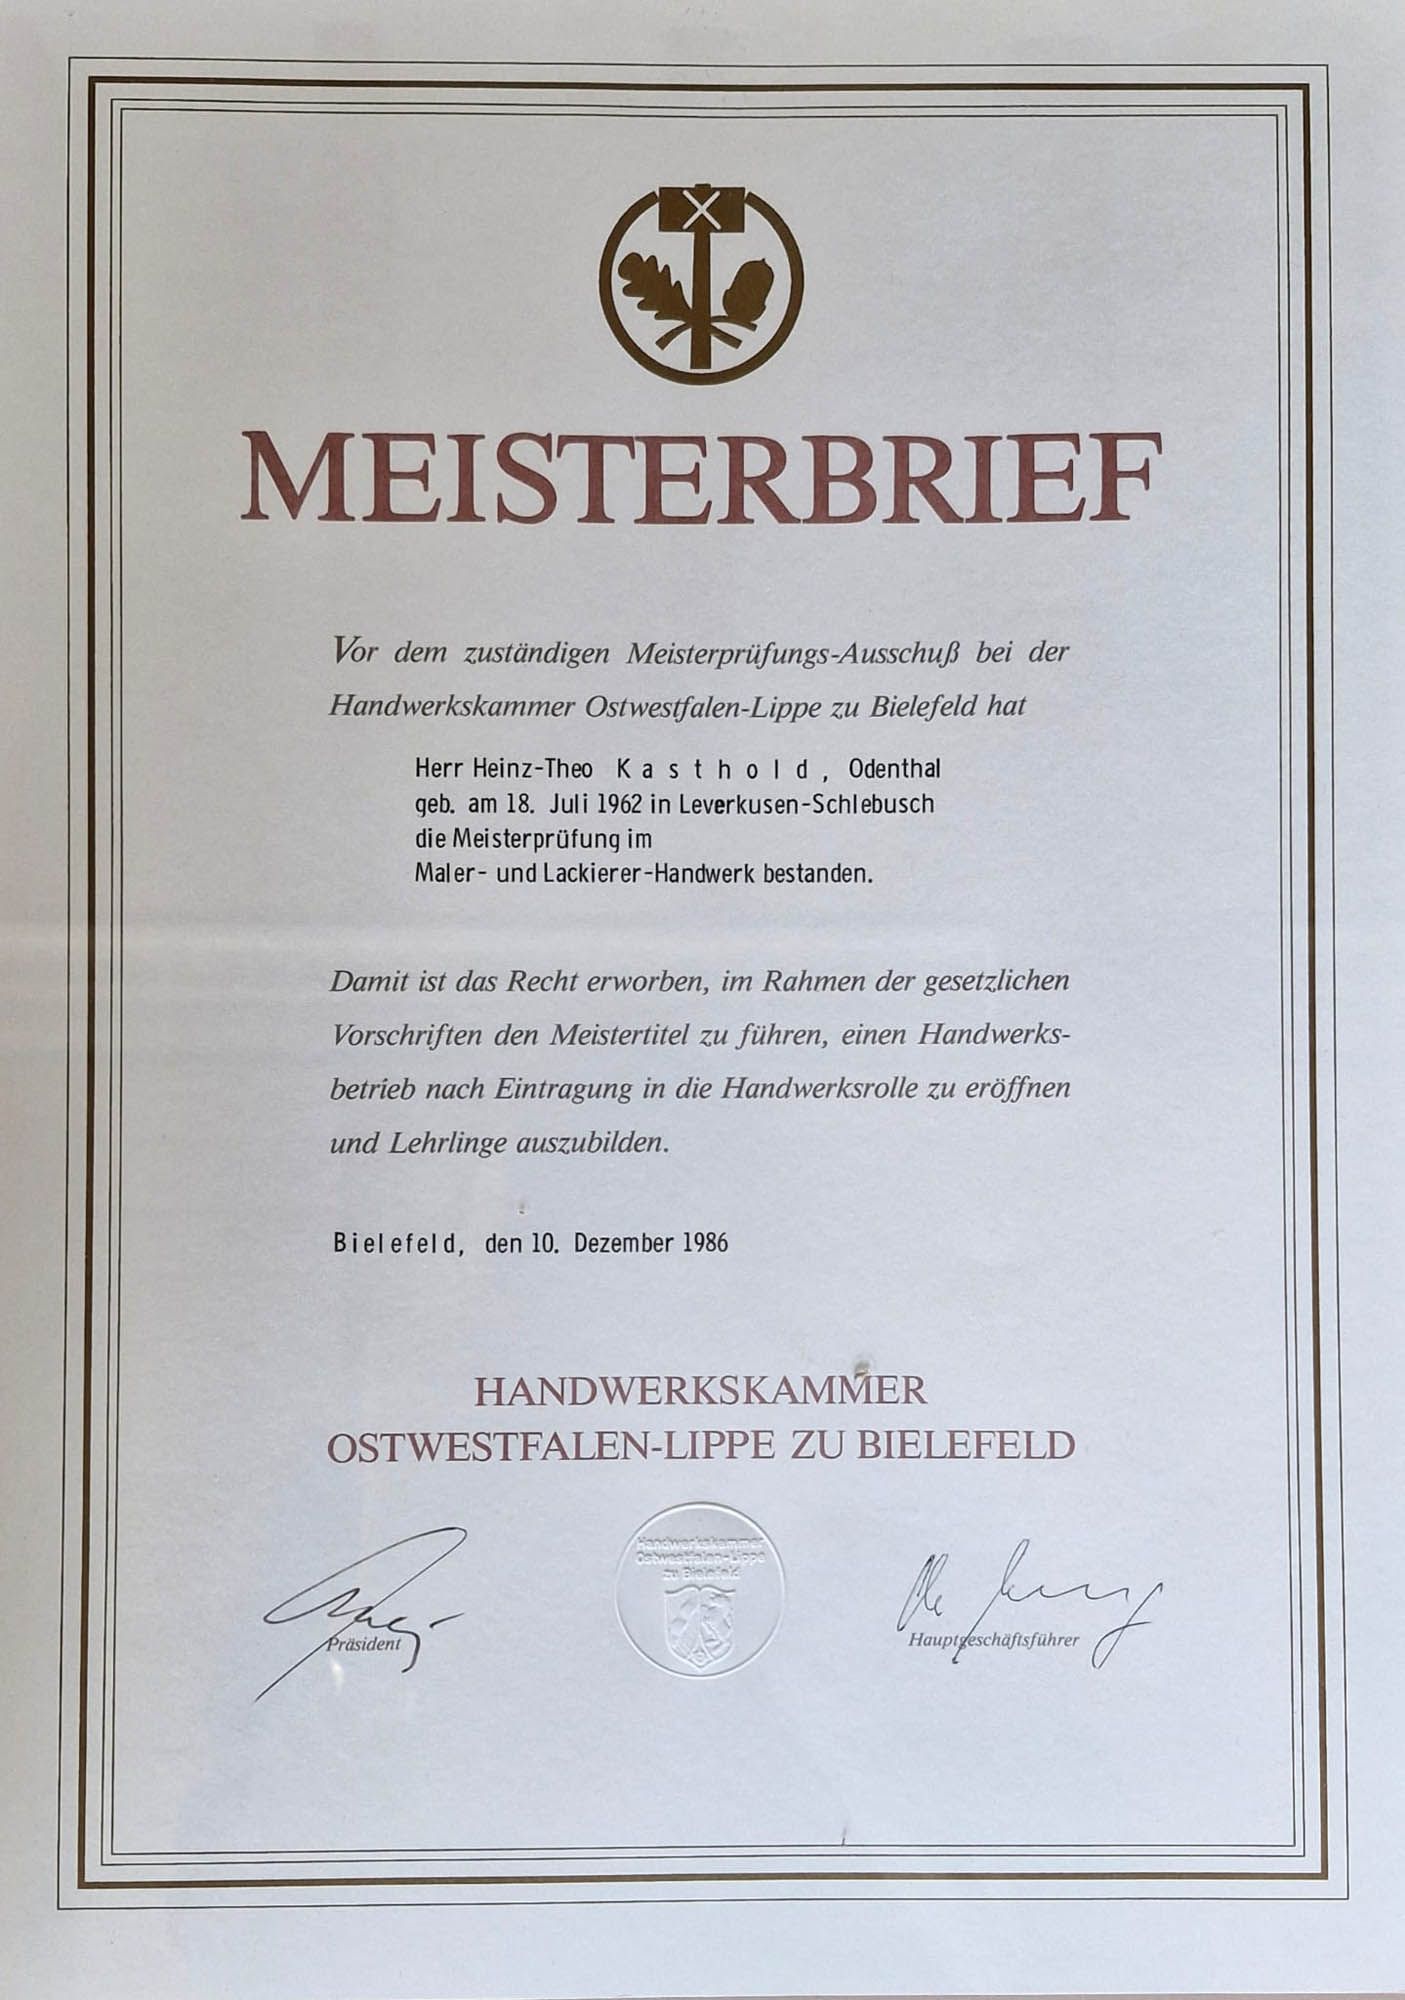 MEISTERBRIEF
Vor dem zuständigen Meisterprüfungs-Ausschuß bei der
Handwerkskammer Ostwestfalen-Lippe zu Bielefeld hat
Herr Heinz-Theo K a s t h o l d , Odenthal
geb. am 18. Juli 1962 in Leverkusen-Schlebusch
die Meisterprüfung im
Maler- und Lackierer-Handwerk bestanden.
Damit ist das Recht erworben, im Rahmen der gesetzlichen
Vorschriften den Meistertitel zu führen, einen Handwerks-
betrieb nach Eintragung in die Handwerksrolle zu eröffnen
und Lehrlinge auszubilden.
Bielefeld, den 10. Dezember 1986
HANDWERKSKAMMER
OSTWESTFALEN-LIPPE ZU BIELEFELD
Handwerkskammer
Ostwestfalen-Lippe
zu Bielefeld
Präsident
Hauptgeschäftsführer